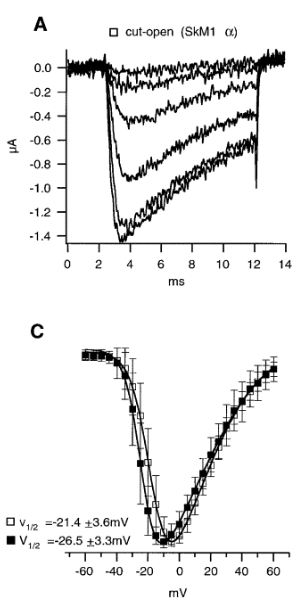 A
□ cut-open (SkM1 α)
0.0
-0.2
-0.4
-0.6
-0.8
-1.0
-1.2
-1.4
µA
0 2 4 6 8 10 12 14
ms
C
□ v1/2 =-21.4 ±3.6mV
■ V1/2 =-26.5 ±3.3mV
-60 -40 -20 0 20 40 60
mV